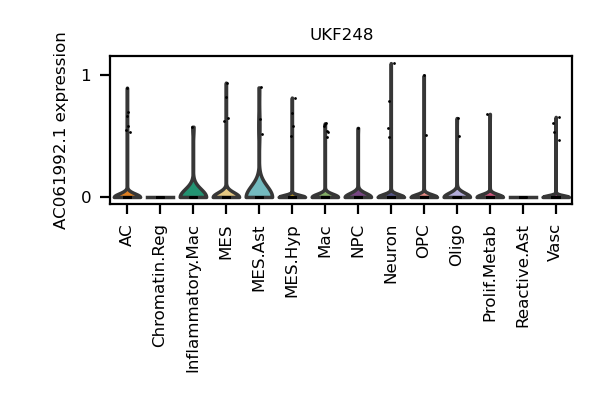 UKF248
AC061992.1 expression
1
0
AC
Chromatin.Reg
Inflammatory.Mac
MES
MES.Ast
MES.Hyp
Mac
NPC
Neuron
OPC
Oligo
Prolif.Metab
Reactive.Ast
Vasc